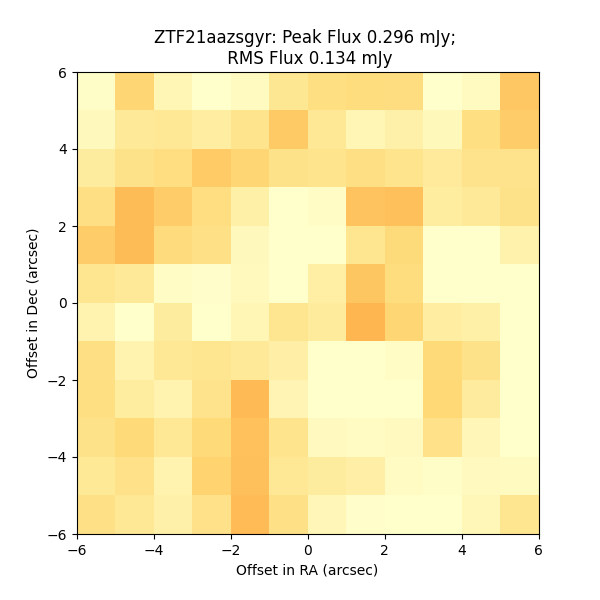 ZTF21aazsgyr: Peak Flux 0.296 mJy;
RMS Flux 0.134 mJy
6
4
2
0
−2
−4
−6
Offset in Dec (arcsec)
−6 −4 −2 0 2 4 6
Offset in RA (arcsec)